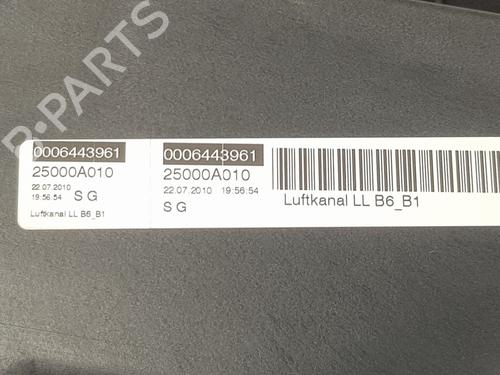 B-PARTS
0006443961
25000A010
22.07.2010
19:56:54 S G
Luftkanal LL B6_B1
0006443961
25000A010
22.07.2010 19:56:54
S G
Luftkanal LL B6_B1